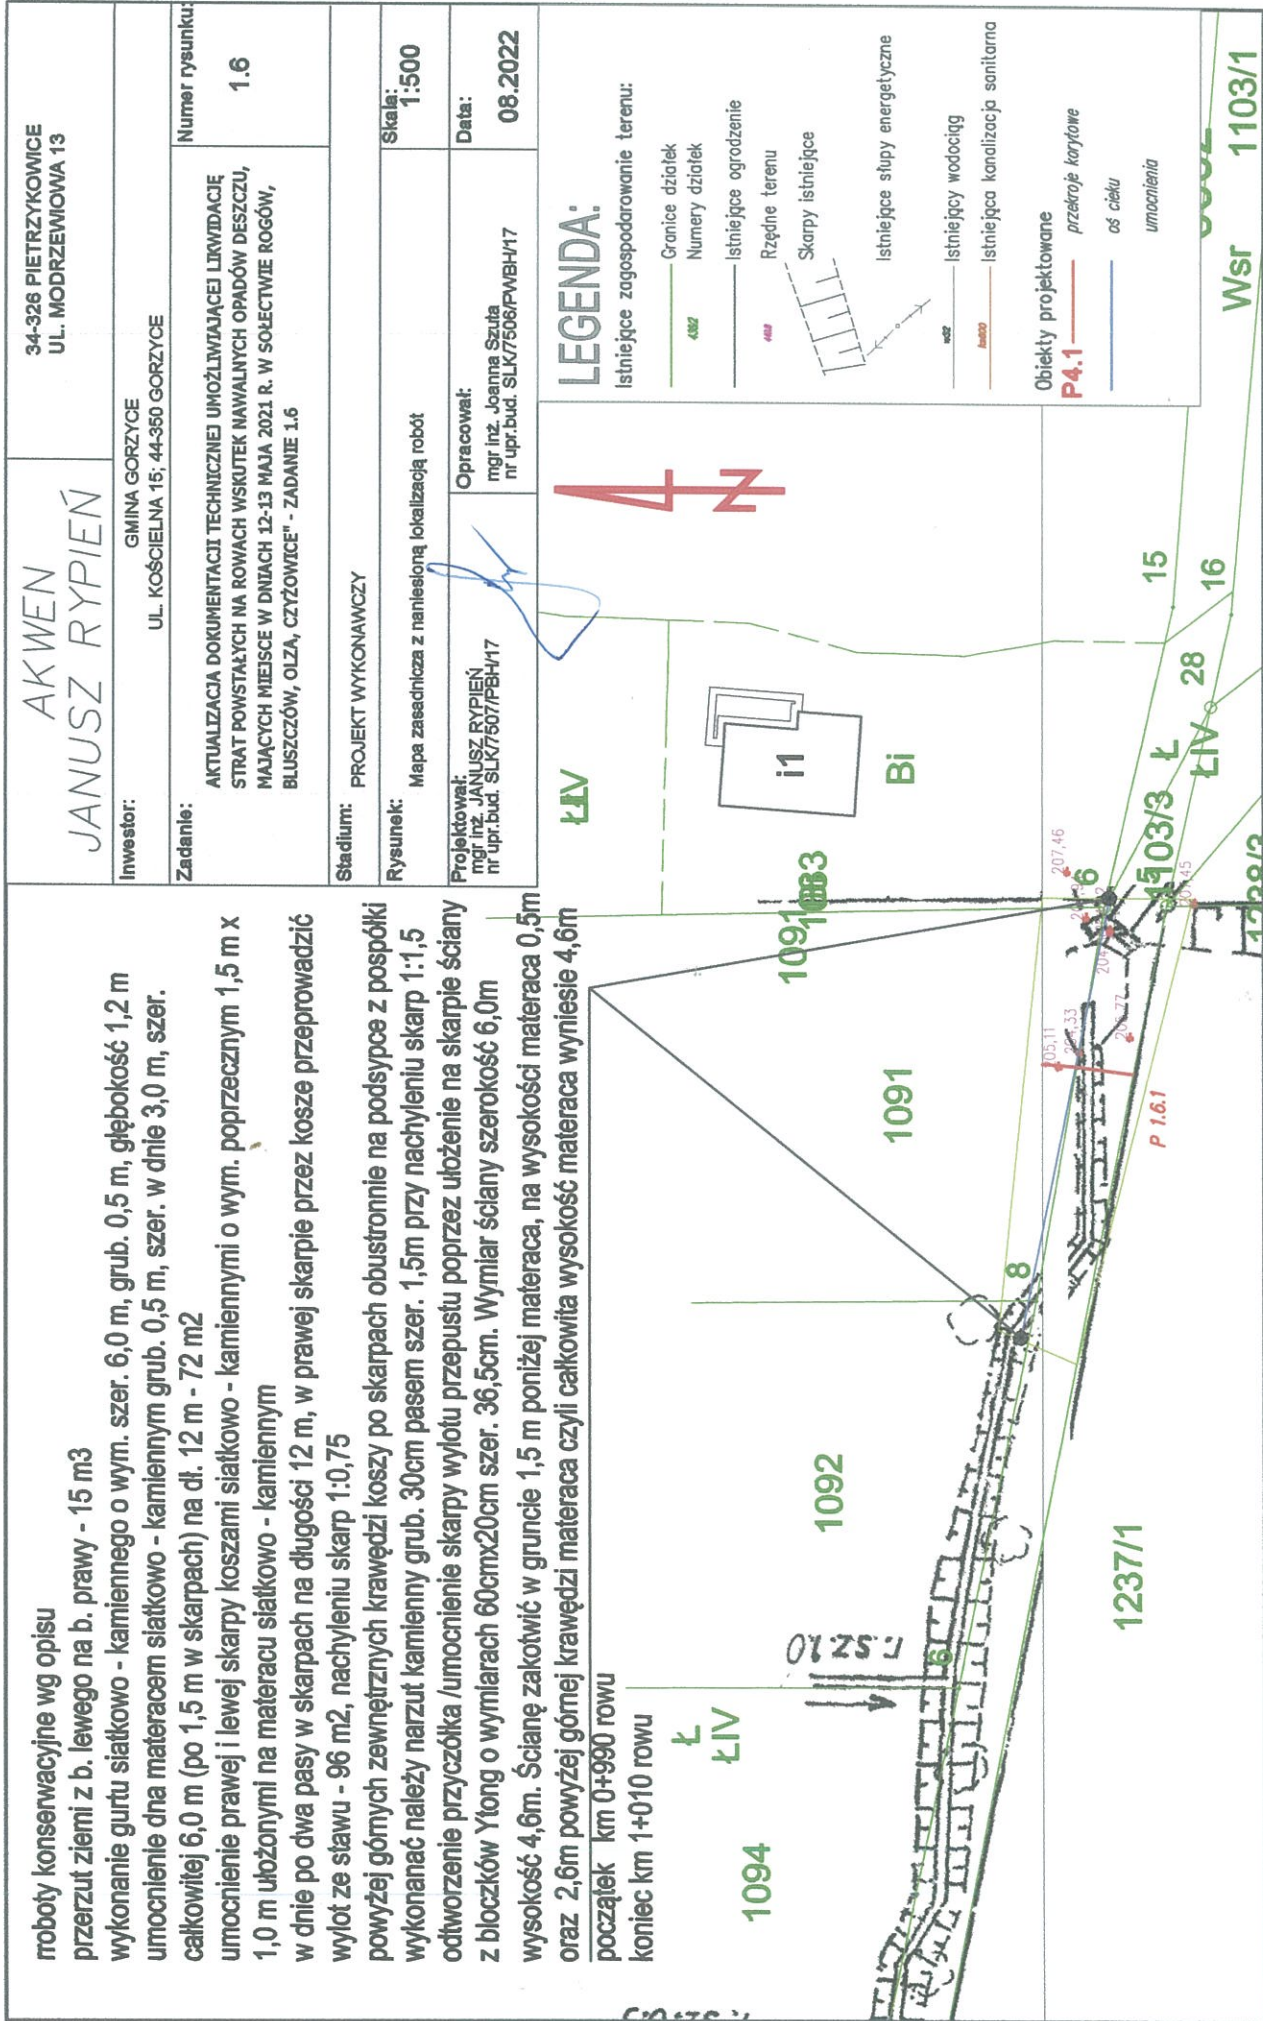 rroboty konserwacyjne wg opisu
przerzut ziemi z b. lewego na b. prawy - 15 m3
wykonanie gurtu siatkowo - kamiennego o wym. szer. 6,0 m, grub. 0,5 m, głębokość 1,2 m
umocnienie dna materacem siatkowo - kamiennym grub. 0,5 m, szer. w dnie 3,0 m, szer.
całkowitej 6,0 m (po 1,5 m w skarpach) na dł. 12 m - 72 m2
umocnienie prawej i lewej skarpy koszami siatkowo - kamiennymi o wym. poprzecznym 1,5 m x
1,0 m ułożonymi na materacu siatkowo - kamiennym
w dnie po dwa pasy w skarpach na długości 12 m, w prawej skarpie przez kosze przeprowadzić
wylot ze stawu - 96 m2, nachyleniu skarp 1:0,75
powyżej górnych zewnętrznych krawędzi koszy po skarpach obustronnie na podsypce z pospółki
wykonanać należy narzut kamienny grub. 30cm pasem szer. 1,5m przy nachyleniu skarp 1:1,5
odtworzenie przyczółka /umocnienie skarpy wylotu przepustu poprzez ułożenie na skarpie ściany
z bloczków Ytong o wymiarach 60cmx20cm szer. 36,5cm. Wymiar ściany szerokość 6,0m
wysokość 4,6m. Ścianę zakotwić w gruncie 1,5 m poniżej materaca, na wysokości materaca 0,5m
oraz 2,6m powyżej górnej krawędzi materaca czyli całkowita wysokość materaca wyniesie 4,6m
początek km 0+990 rowu
koniec km 1+010 rowu
AKWEN
JANUSZ RYPIEŃ
34-326 PIETRZYKOWICE
UL. MODRZEWIOWA 13
Inwestor:
GMINA GORZYCE
UL. KOŚCIELNA 15; 44-350 GORZYCE
Zadanie:
AKTUALIZACJA DOKUMENTACJI TECHNICZNEJ UMOŻLIWIAJĄCEJ LIKWIDACJĘ
STRAT POWSTAŁYCH NA ROWACH WSKUTEK NAWALNYCH OPADÓW DESZCZU,
MAJĄCYCH MIEJSCE W DNIACH 12-13 MAJA 2021 R. W SOŁECTWIE ROGÓW,
BLUSZCZÓW, OLZA, CZYŻOWICE" - ZADANIE 1.6
Numer rysunku:
1.6
Stadium: PROJEKT WYKONAWCZY
Rysunek:
Mapa zasadnicza z naniesioną lokalizacją robót
Skala:
1:500
Projektował:
mgr inż. JANUSZ RYPIEŃ
nr upr.bud. SLK/7507/PBH/17
Opracował:
mgr inż. Joanna Szuta
nr upr.bud. SLK/7506/PWBH/17
Data:
08.2022
LEGENDA:
Istniejące zagospodarowanie terenu:
Granice działek
Numery działek
Istniejące ogrodzenie
Rzędne terenu
Skarpy istniejące
Istniejące słupy energetyczne
Istniejący wodociąg
Istniejąca kanalizacja sanitarna
Obiekty projektowane
P4.1
przekroje korytowe
oś cieku
umocnienia
N
1094
Ł
ŁIV
1092
1091
Bi
i1
15
16
28
Ł
ŁIV
1103/3
6
8
6
1237/1
Wsr
1103/1
207,46
205,11
P 1.6.1